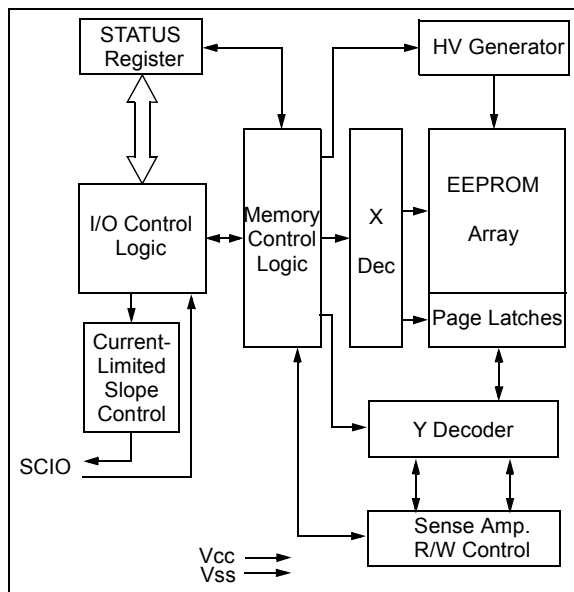 STATUS
Register
HV Generator
I/O Control
Logic
Memory
Control
Logic
X
Dec
EEPROM
Array
Page Latches
Current-
Limited
Slope
Control
Y Decoder
SCIO
Sense Amp.
R/W Control
Vcc
Vss